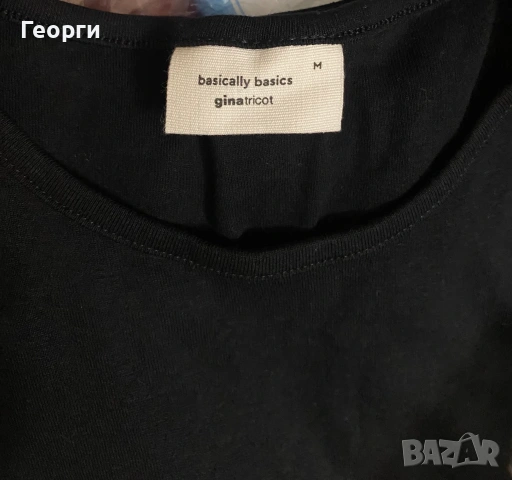 Георги
M
basically basics
ginatricot
BAZAR